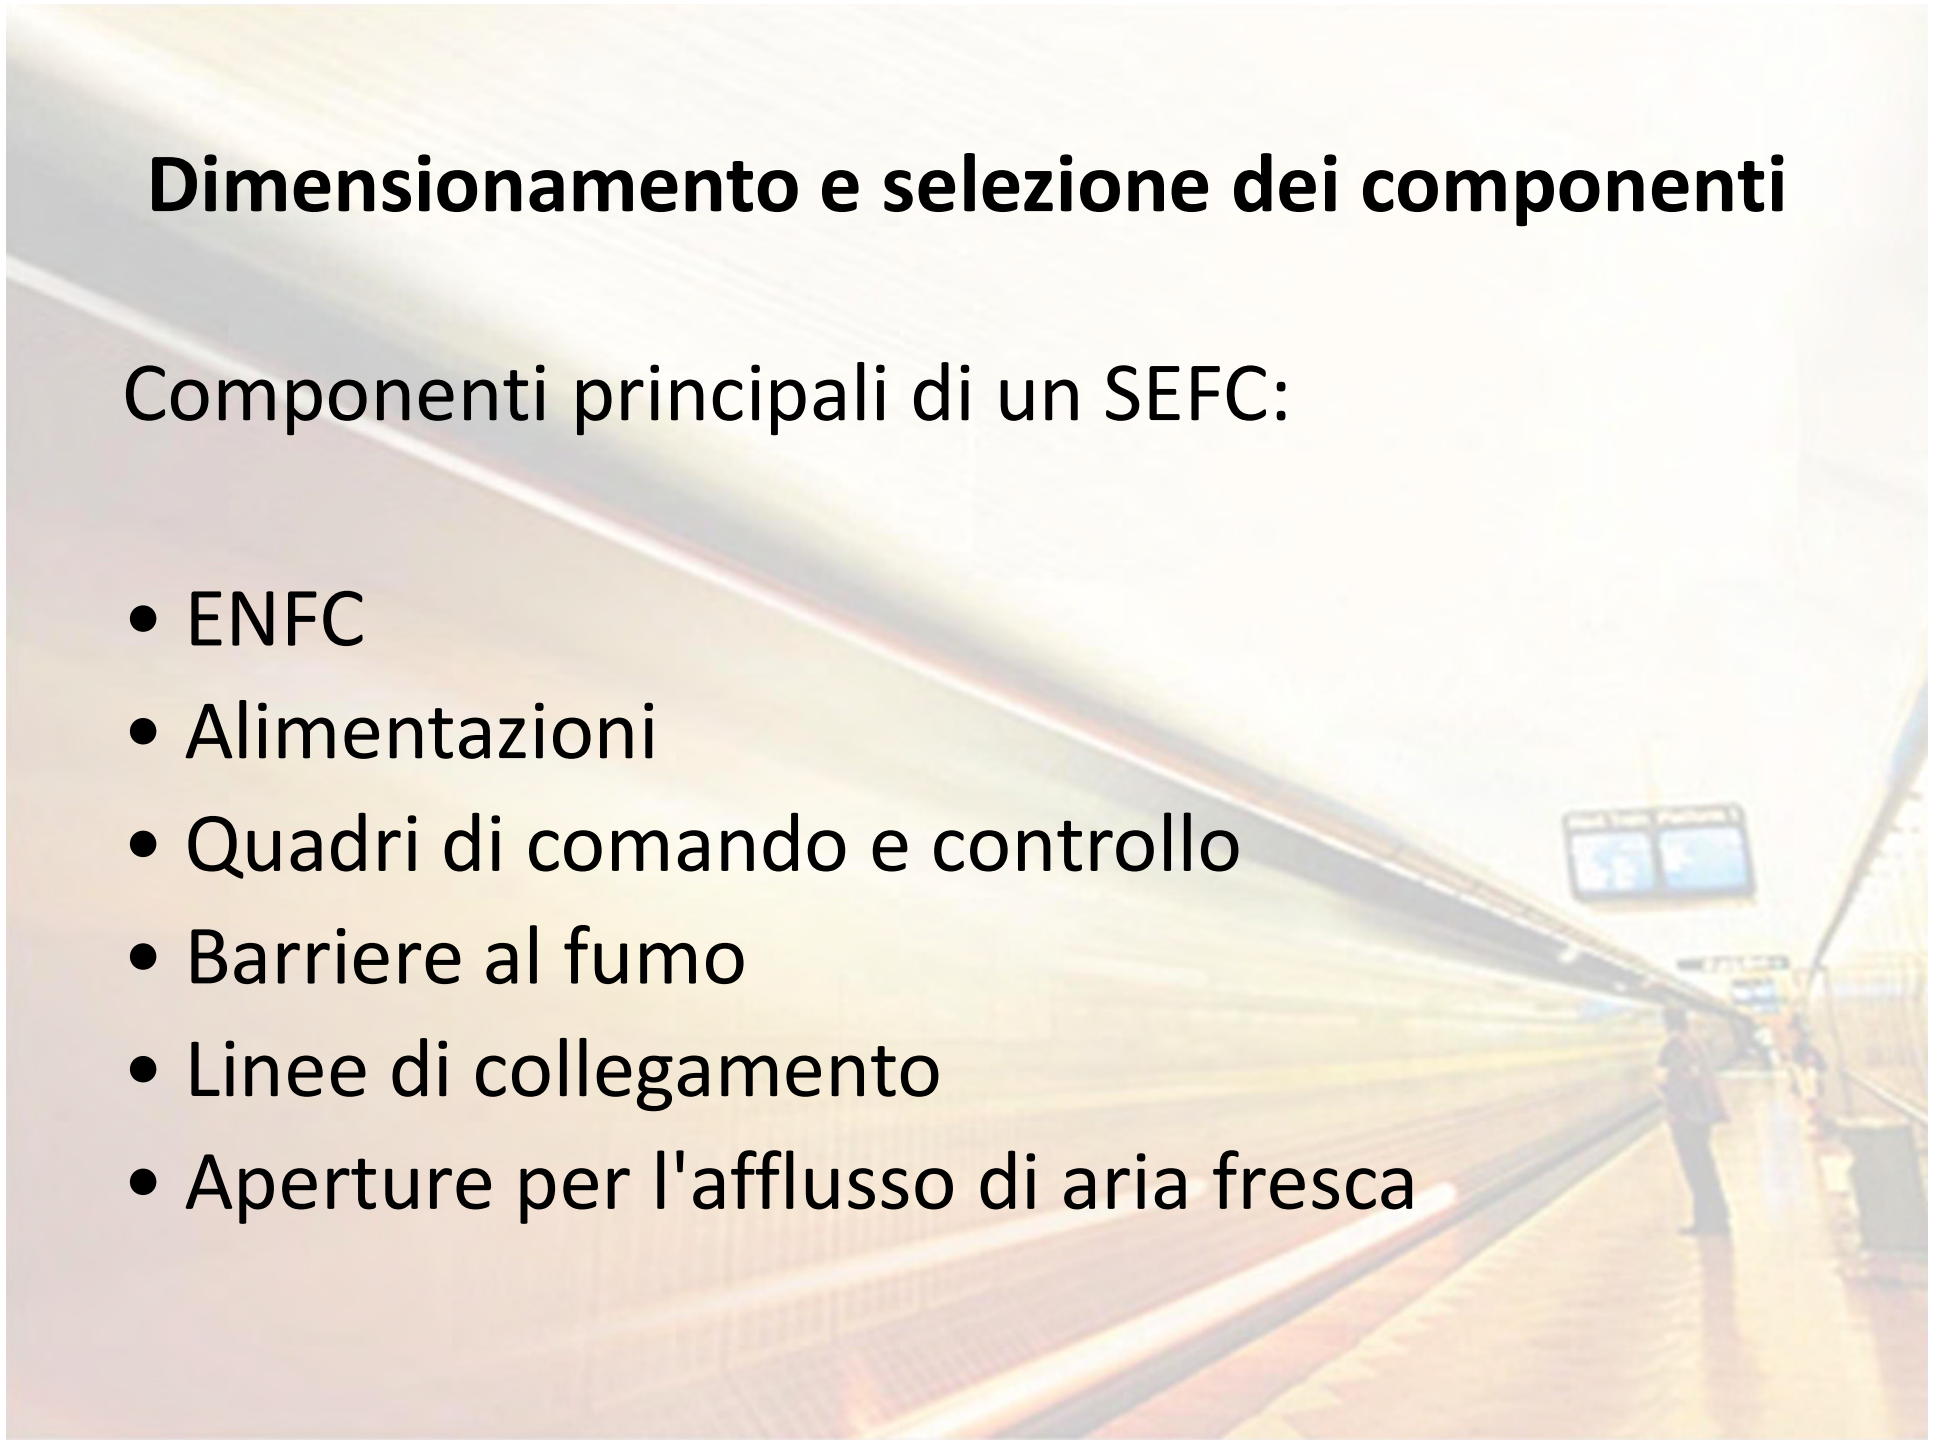 Dimensionamento e selezione dei componenti
Componenti principali di un SEFC:
• ENFC
• Alimentazioni
• Quadri di comando e controllo
• Barriere al fumo
• Linee di collegamento
• Aperture per l'afflusso di aria fresca